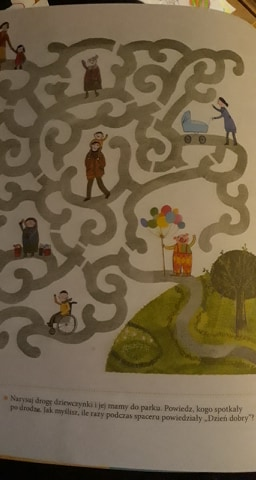 Narysuj drogę dziewczynki i jej mamy do parku. Powiedz, kogo spotkały
po drodze. Jak myślisz, ile razy podczas spaceru powiedziały „Dzień dobry”?